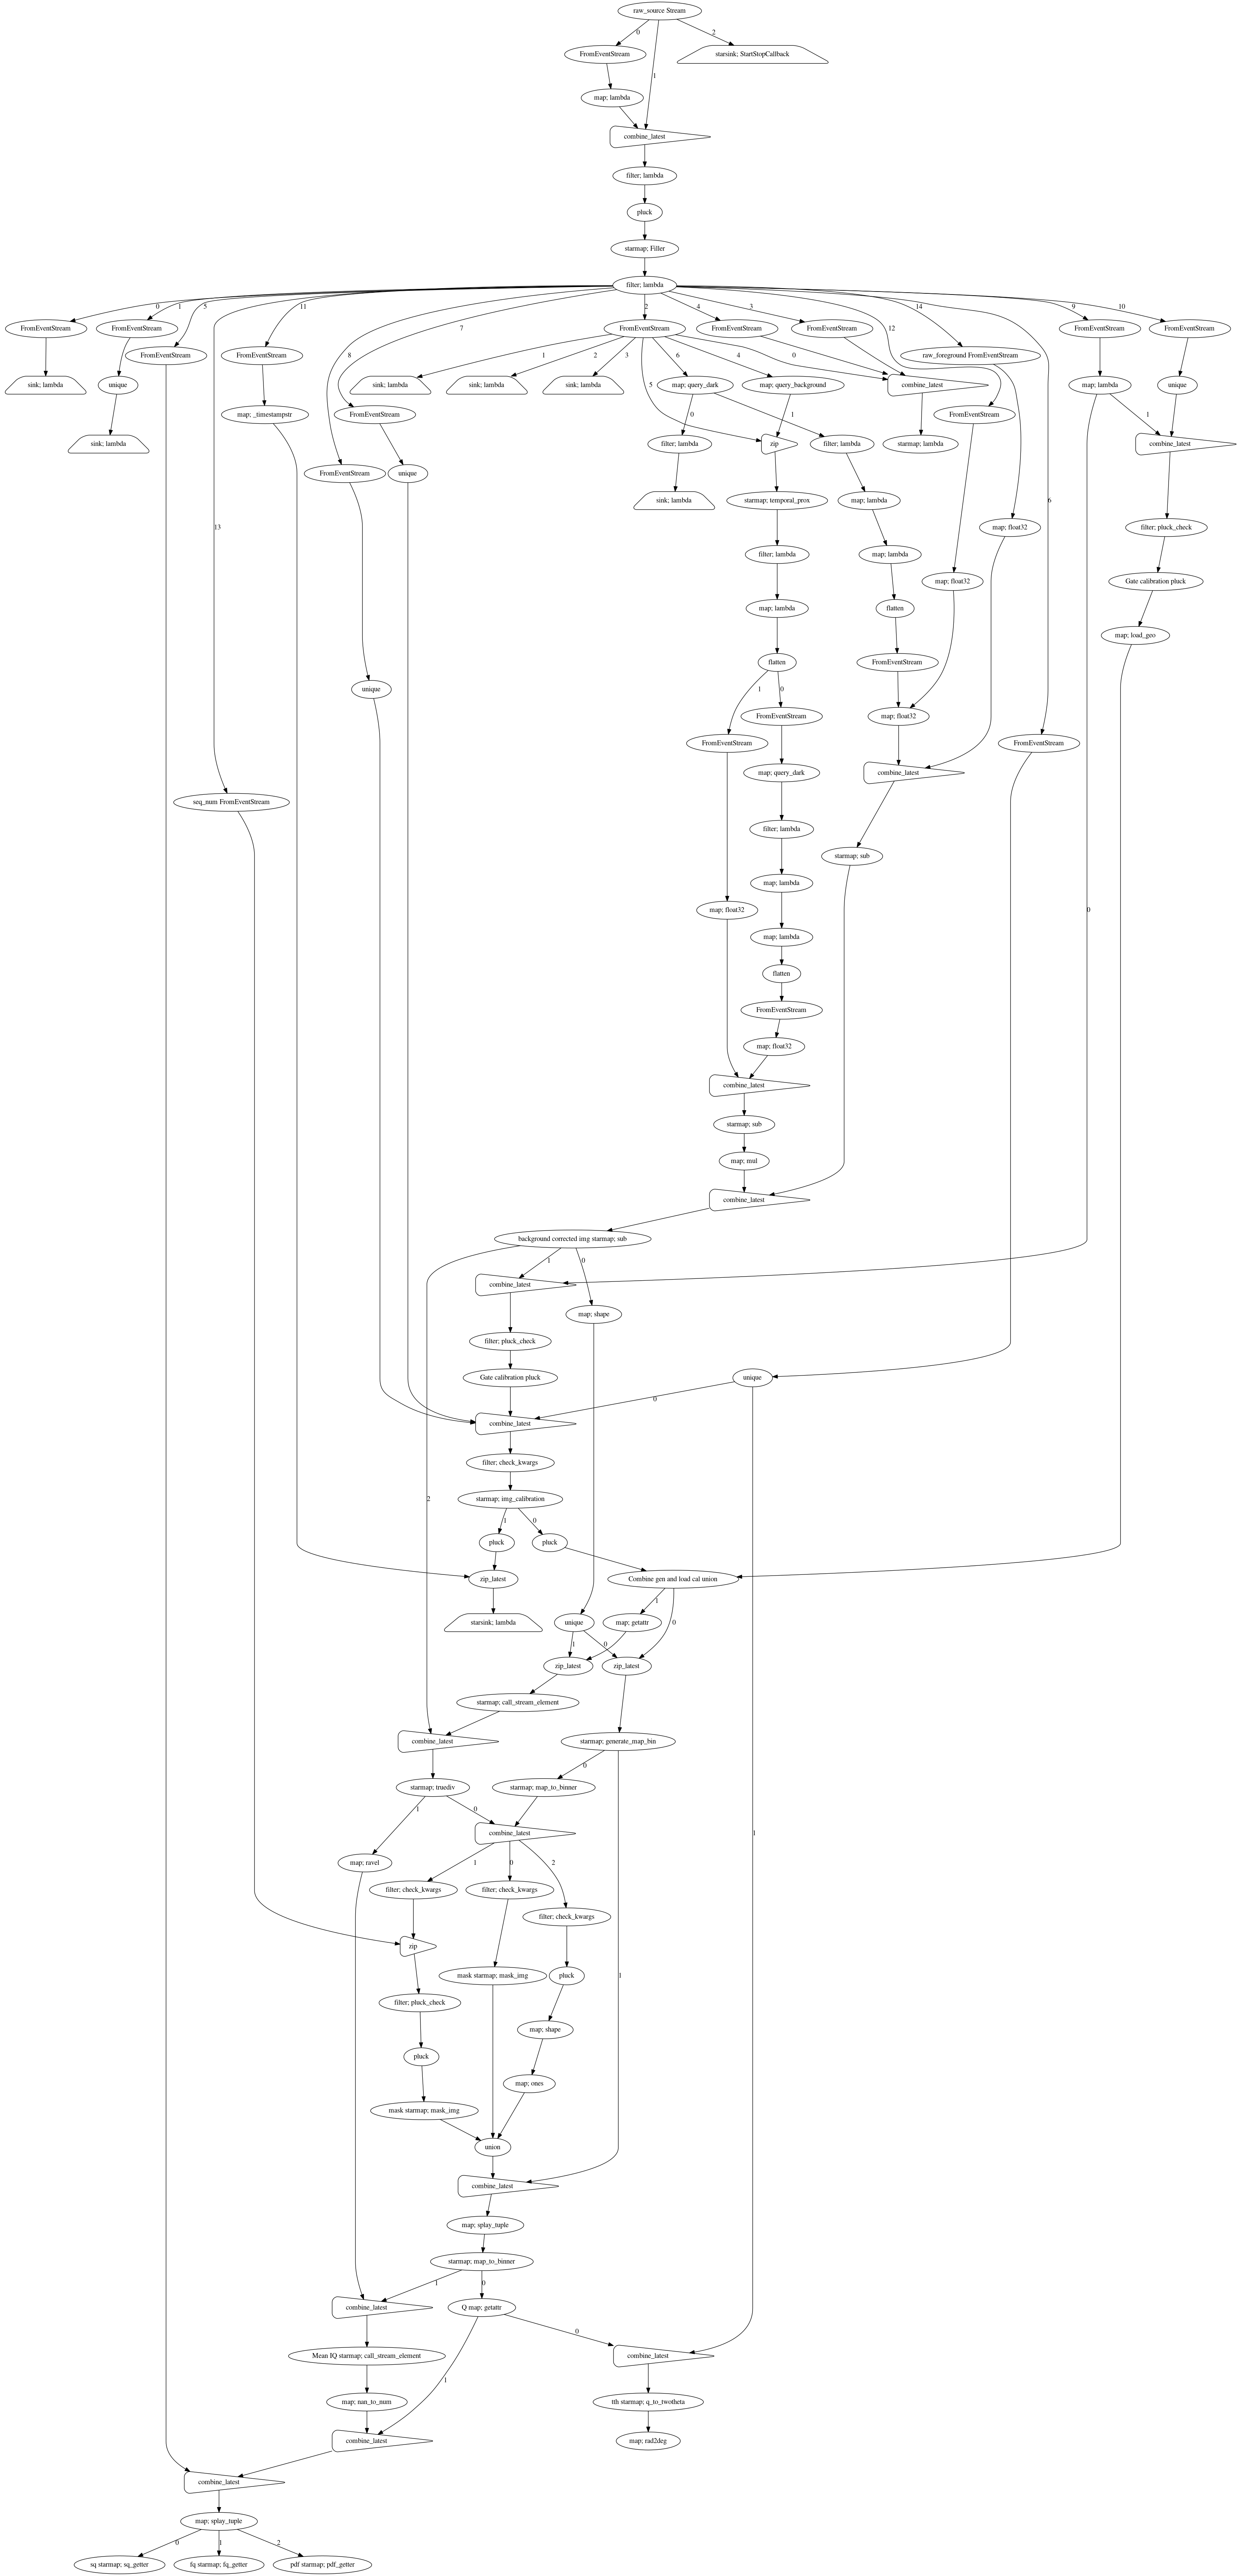 raw_source Stream
0
2
FromEventStream
starsink; StartStopCallback
1
map; lambda
combine_latest
filter; lambda
pluck
starmap; Filler
filter; lambda
0
1
5
11
8
7
2
4
3
12
14
6
9
10
13
FromEventStream
FromEventStream
FromEventStream
FromEventStream
FromEventStream
FromEventStream
FromEventStream
raw_foreground FromEventStream
FromEventStream
FromEventStream
1
2
3
5
6
4
0
sink; lambda
unique
sink; lambda
sink; lambda
sink; lambda
map; query_dark
map; query_background
combine_latest
map; lambda
unique
map; _timestampstr
FromEventStream
FromEventStream
0
1
1
0
sink; lambda
filter; lambda
zip
filter; lambda
starmap; lambda
combine_latest
FromEventStream
unique
sink; lambda
starmap; temporal_prox
map; lambda
map; float32
filter; pluck_check
filter; lambda
map; lambda
map; float32
Gate calibration pluck
map; lambda
flatten
map; load_geo
flatten
FromEventStream
1
0
unique
FromEventStream
map; float32
FromEventStream
FromEventStream
map; query_dark
combine_latest
seq_num FromEventStream
filter; lambda
starmap; sub
map; lambda
map; float32
map; lambda
flatten
FromEventStream
map; float32
combine_latest
starmap; sub
map; mul
combine_latest
background corrected img starmap; sub
1
0
2
combine_latest
map; shape
filter; pluck_check
Gate calibration pluck
unique
0
1
combine_latest
filter; check_kwargs
starmap; img_calibration
1
0
pluck
pluck
zip_latest
Combine gen and load cal union
1
0
starsink; lambda
unique
map; getattr
1
0
zip_latest
zip_latest
starmap; call_stream_element
combine_latest
starmap; generate_map_bin
0
1
starmap; truediv
starmap; map_to_binner
1
0
combine_latest
map; ravel
1
0
2
filter; check_kwargs
filter; check_kwargs
filter; check_kwargs
zip
mask starmap; mask_img
pluck
filter; pluck_check
map; shape
pluck
map; ones
mask starmap; mask_img
union
combine_latest
map; splay_tuple
starmap; map_to_binner
1
0
combine_latest
Q map; getattr
0
1
Mean IQ starmap; call_stream_element
combine_latest
map; nan_to_num
tth starmap; q_to_twotheta
combine_latest
map; rad2deg
combine_latest
map; splay_tuple
0
1
2
sq starmap; sq_getter
fq starmap; fq_getter
pdf starmap; pdf_getter